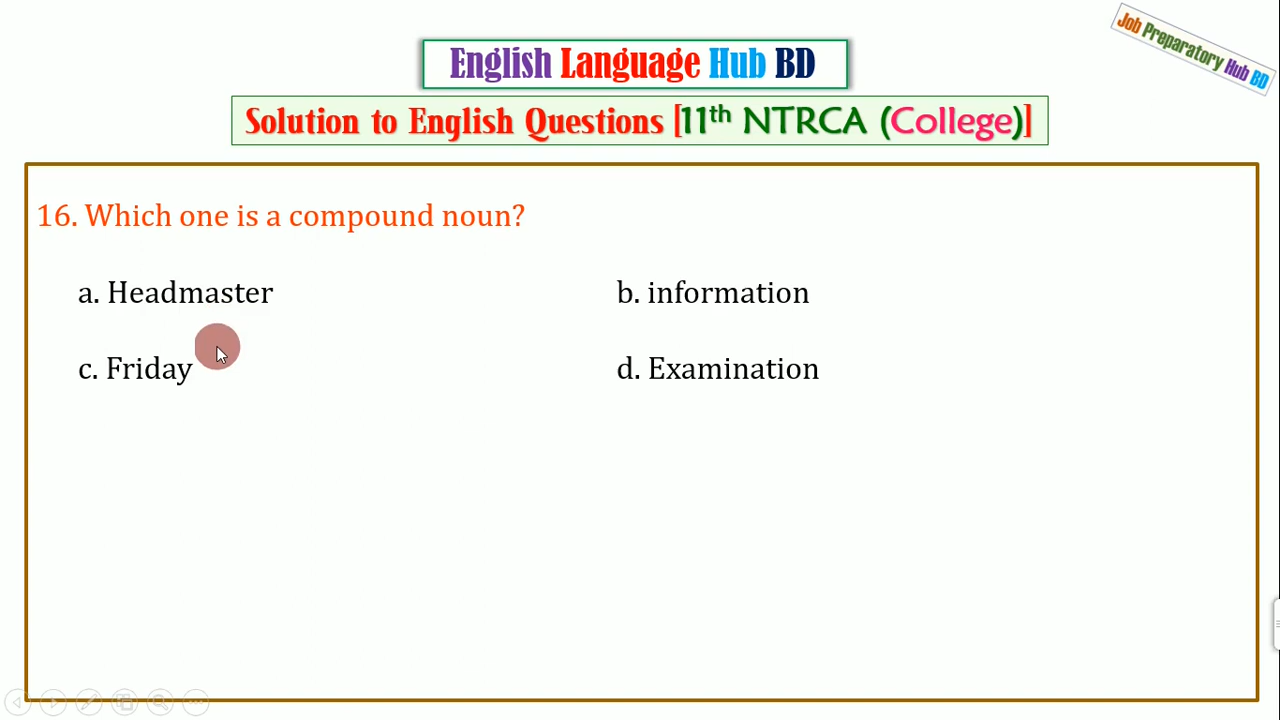 Job Preparatory Hub BD
English Language Hub BD
Solution to English Questions [11th NTRCA (College)]
16. Which one is a compound noun?
a. Headmaster
b. information
c. Friday
d. Examination